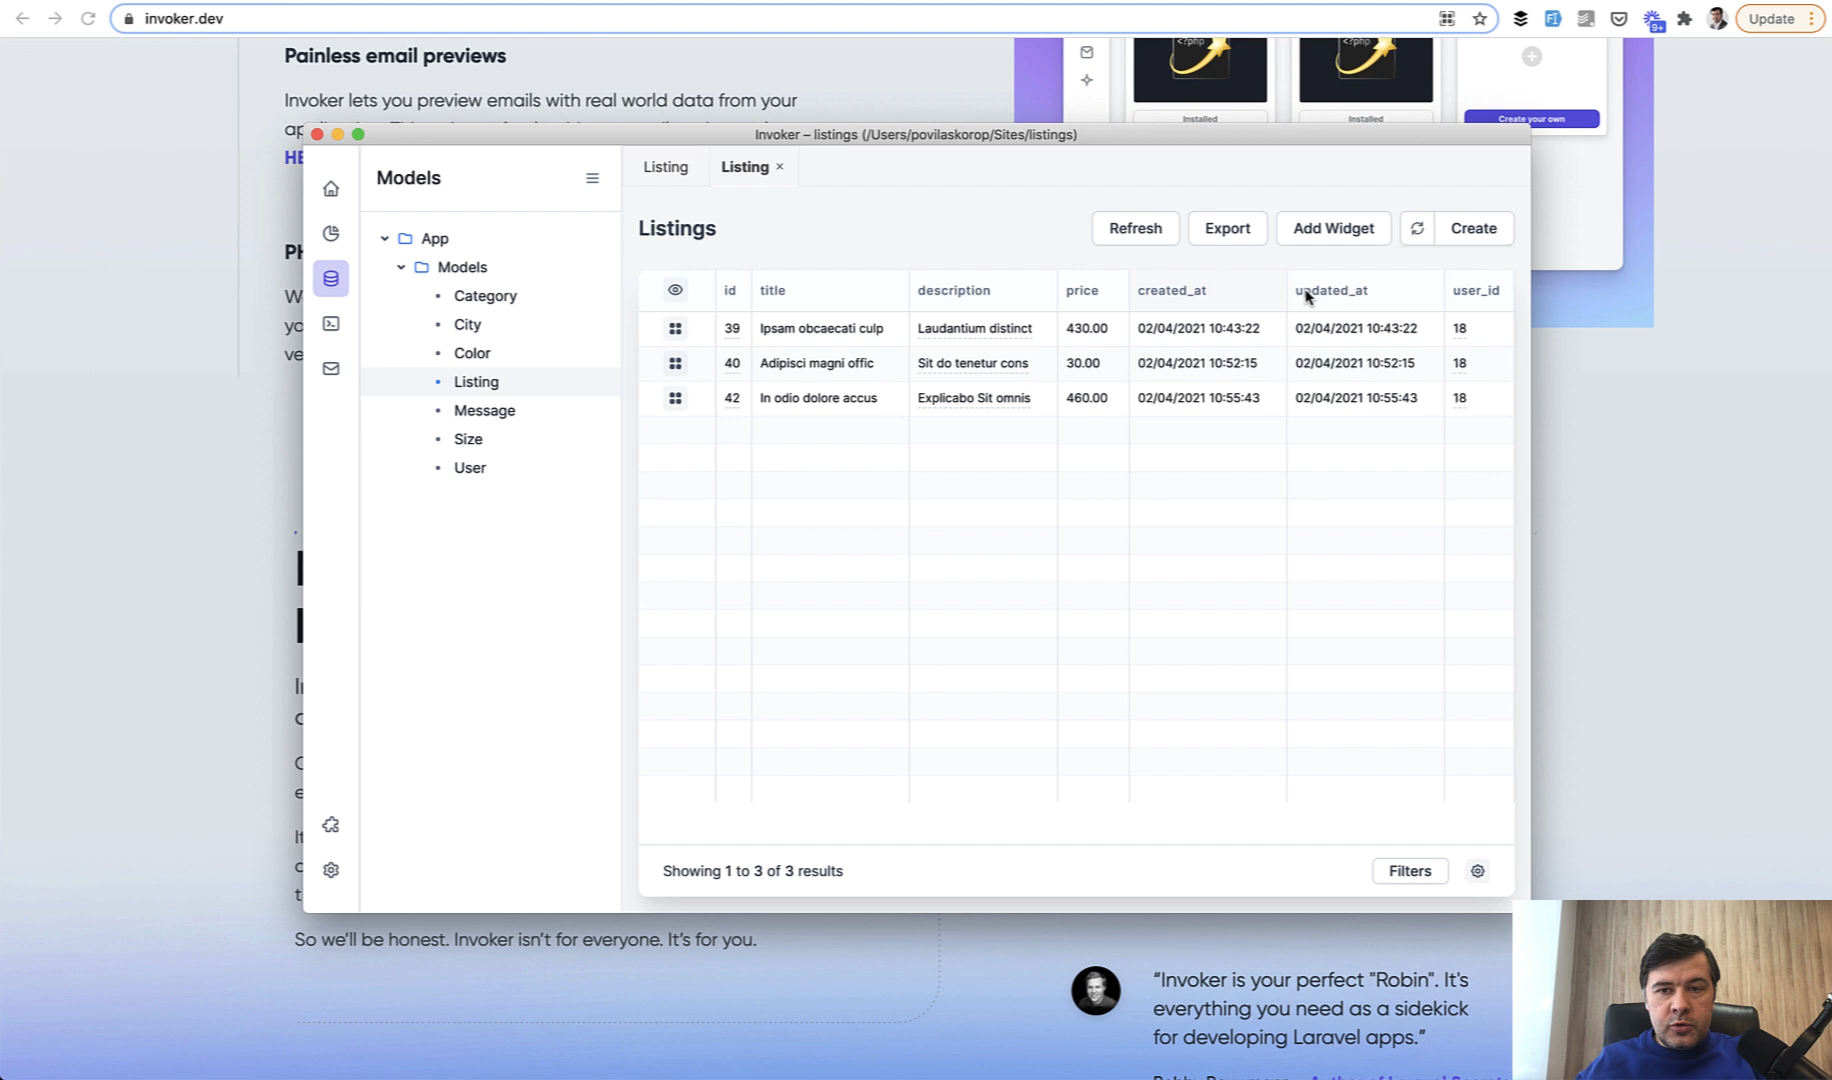 invoker.dev
9+
Update
Painless email previews
Invoker lets you preview emails with real world data from your
<?php
<?php
Installed
Installed
Create your own
Invoker – listings (/Users/povilaskorop/Sites/listings)
Models
App
Models
Category
City
Color
Listing
Message
Size
User
Listing
Listing ×
Listings
Refresh
Export
Add Widget
Create
id title description price created_at updated_at user_id
39 Ipsam obcaecati culp Laudantium distinct 430.00 02/04/2021 10:43:22 02/04/2021 10:43:22 18
40 Adipisci magni offic Sit do tenetur cons 30.00 02/04/2021 10:52:15 02/04/2021 10:52:15 18
42 In odio dolore accus Explicabo Sit omnis 460.00 02/04/2021 10:55:43 02/04/2021 10:55:43 18
Showing 1 to 3 of 3 results
Filters
So we’ll be honest. Invoker isn’t for everyone. It’s for you.
“Invoker is your perfect "Robin". It's
everything you need as a sidekick
for developing Laravel apps.”